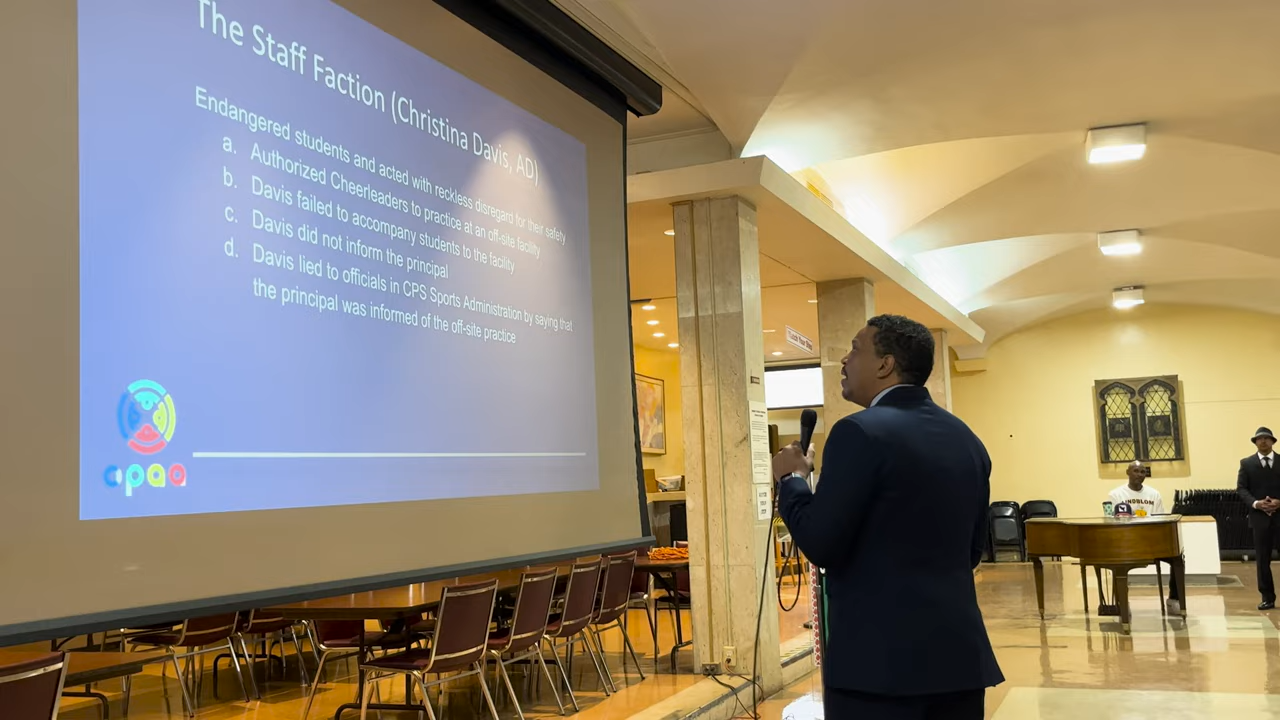 The Staff Faction (Christina Davis, AD)
Endangered students and acted with reckless disregard for their safety
a. Authorized Cheerleaders to practice at an off-site facility
b. Davis failed to accompany students to the facility
c. Davis did not inform the principal
d. Davis lied to officials in CPS Sports Administration by saying that
the principal was informed of the off-site practice
cpaa
LINDBLOM